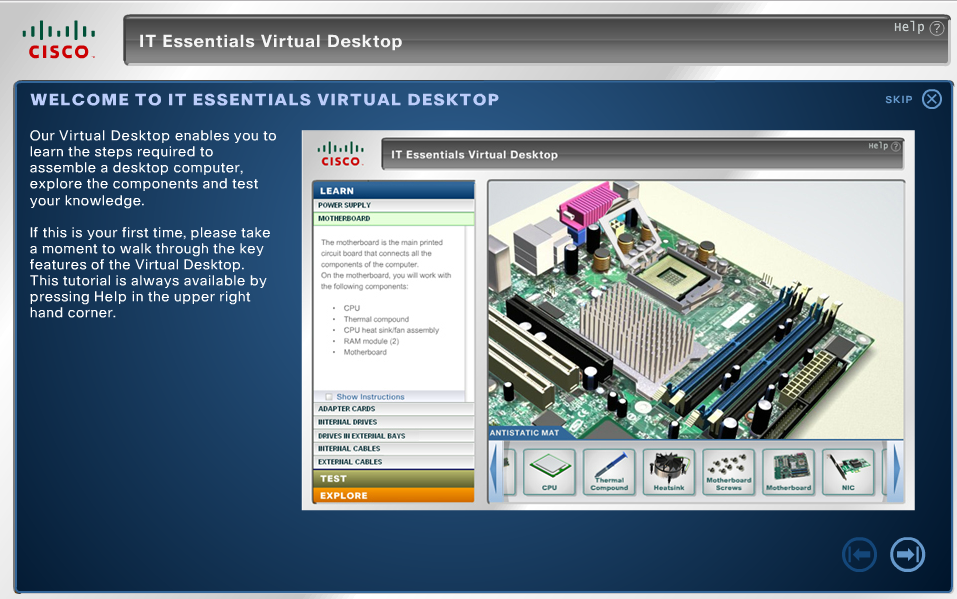 CISCO
IT Essentials Virtual Desktop
Help ?
WELCOME TO IT ESSENTIALS VIRTUAL DESKTOP
SKIP
Our Virtual Desktop enables you to
learn the steps required to
assemble a desktop computer,
explore the components and test
your knowledge.
If this is your first time, please take
a moment to walk through the key
features of the Virtual Desktop.
This tutorial is always available by
pressing Help in the upper right
hand corner.
CISCO
IT Essentials Virtual Desktop
Help ?
LEARN
POWER SUPPLY
MOTHERBOARD
The motherboard is the main printed
circuit board that connects all the
components of the computer.
On the motherboard, you will work with
the following components:
• CPU
• Thermal compound
• CPU heat sink/fan assembly
• RAM module (2)
• Motherboard
Show Instructions
ADAPTER CARDS
INTERNAL DRIVES
DRIVES IN EXTERNAL BAYS
INTERNAL CABLES
EXTERNAL CABLES
TEST
EXPLORE
ANTISTATIC MAT
CPU
Thermal
Compound
Heatsink
Motherboard
Screws
Motherboard
NIC